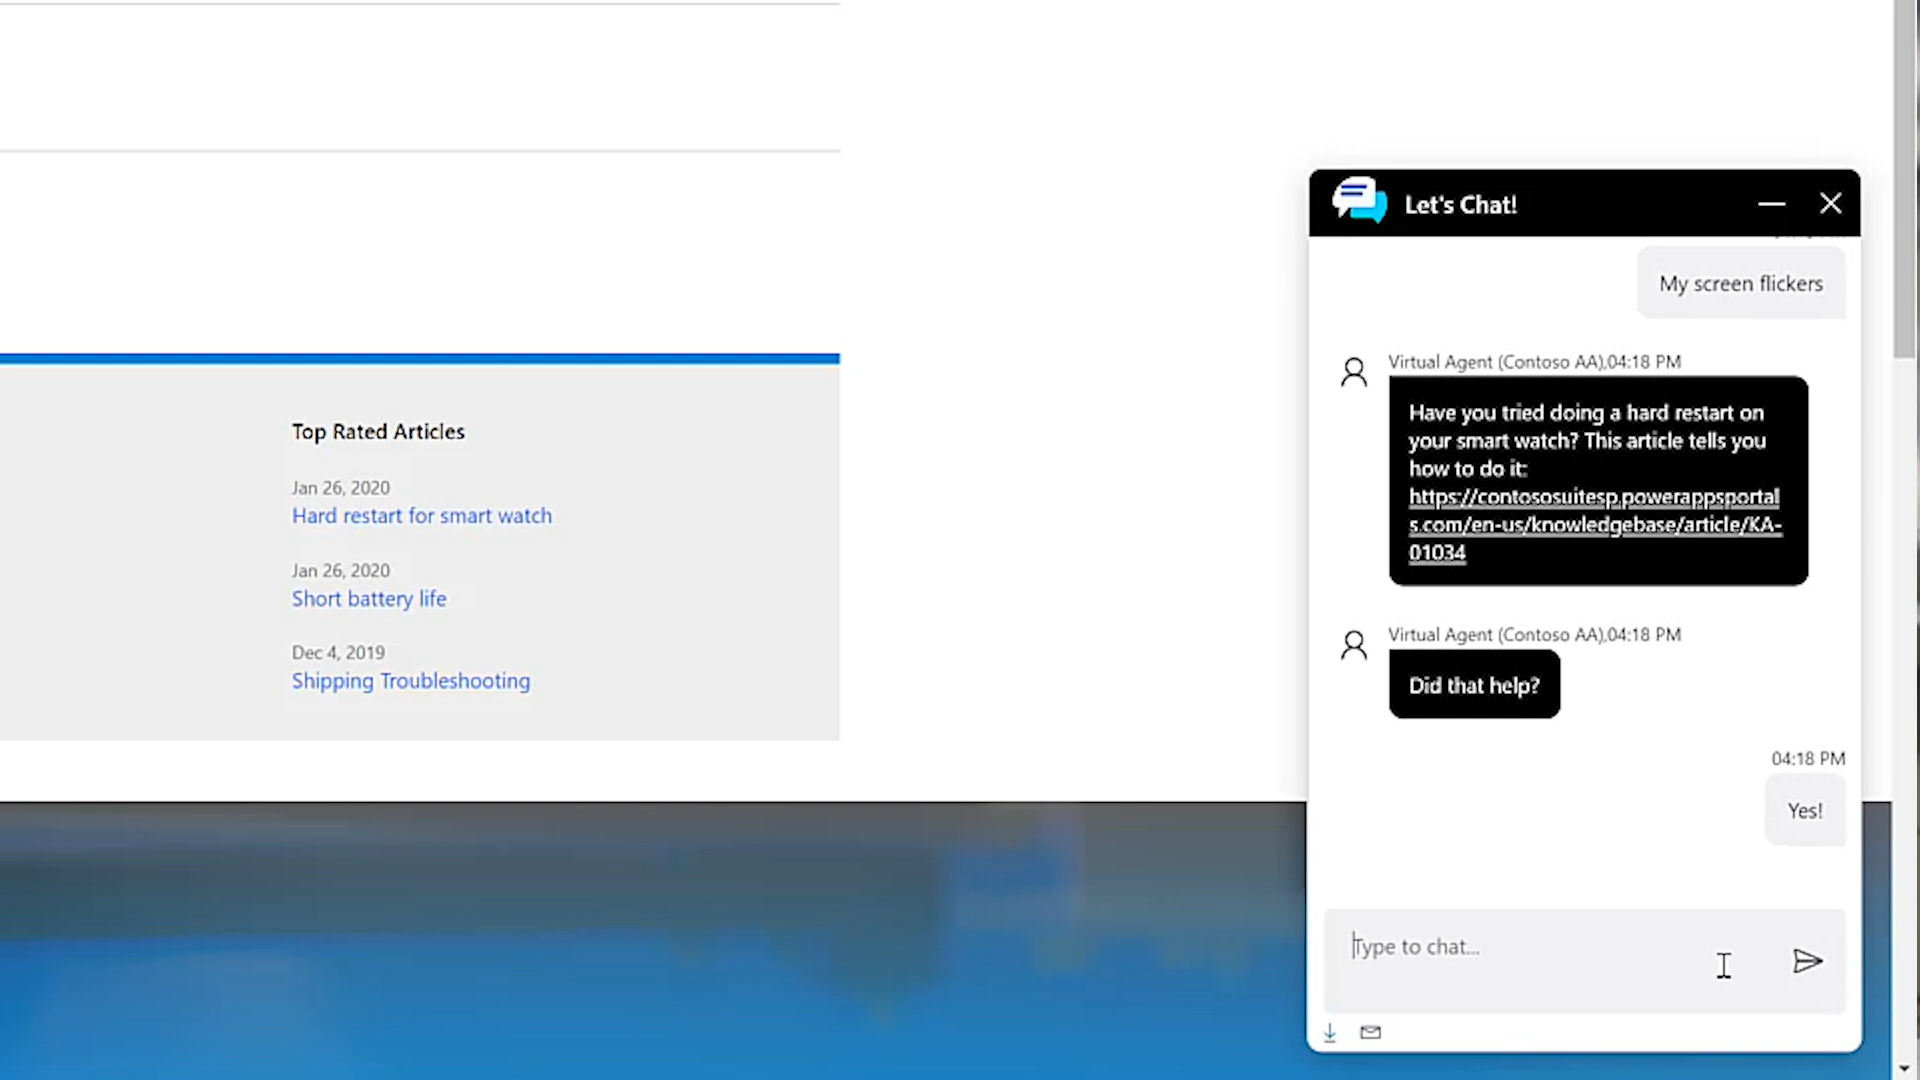 Top Rated Articles
Jan 26, 2020
Hard restart for smart watch
Jan 26, 2020
Short battery life
Dec 4, 2019
Shipping Troubleshooting
Let's Chat!
My screen flickers
Virtual Agent (Contoso AA),04:18 PM
Have you tried doing a hard restart on
your smart watch? This article tells you
how to do it:
https://contososuitesp.powerappsportal
s.com/en-us/knowledgebase/article/KA-
01034
Virtual Agent (Contoso AA),04:18 PM
Did that help?
04:18 PM
Yes!
Type to chat...